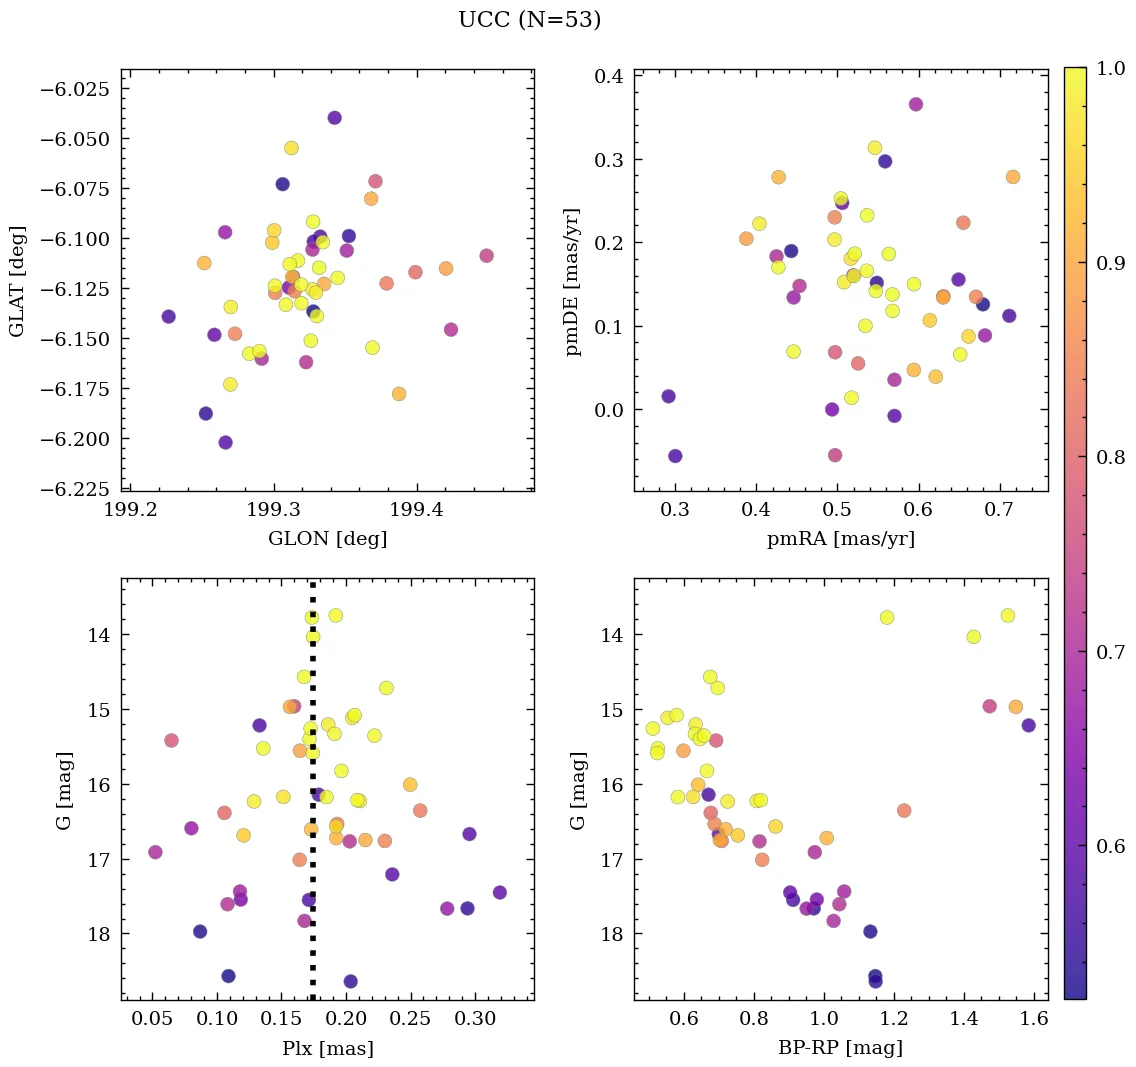 UCC (N=53)
−6.025
−6.050
−6.075
−6.100
−6.125
−6.150
−6.175
−6.200
−6.225
GLAT [deg]
199.2 199.3 199.4
GLON [deg]
0.4
0.3
0.2
0.1
0.0
pmDE [mas/yr]
0.3 0.4 0.5 0.6 0.7
pmRA [mas/yr]
1.0
0.9
0.8
0.7
0.6
14
15
16
17
18
G [mag]
0.05 0.10 0.15 0.20 0.25 0.30
Plx [mas]
14
15
16
17
18
G [mag]
0.6 0.8 1.0 1.2 1.4 1.6
BP-RP [mag]